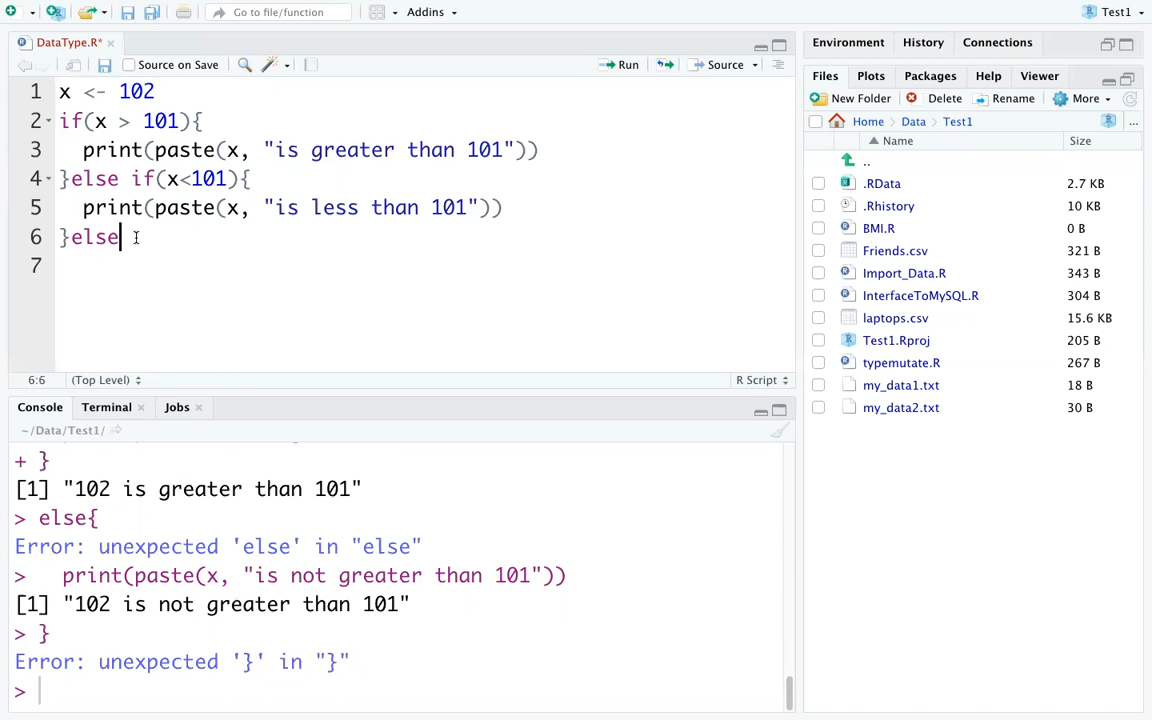 Go to file/function
Addins
Test1
DataType.R*
Source on Save
Run
Source
1 x <- 102
2 if(x > 101){
3 print(paste(x, "is greater than 101"))
4 }else if(x<101){
5 print(paste(x, "is less than 101"))
6 }else
7
6:6 (Top Level) R Script
Console Terminal Jobs
~/Data/Test1/
+ }
[1] "102 is greater than 101"
> else{
Error: unexpected 'else' in "else"
> print(paste(x, "is not greater than 101"))
[1] "102 is not greater than 101"
> }
Error: unexpected '}' in "}"
>
Environment History Connections
Files Plots Packages Help Viewer
New Folder Delete Rename More
Home Data Test1 ...
Name Size
..
.RData 2.7 KB
.Rhistory 10 KB
BMI.R 0 B
Friends.csv 321 B
Import_Data.R 343 B
InterfaceToMySQL.R 304 B
laptops.csv 15.6 KB
Test1.Rproj 205 B
typemutate.R 267 B
my_data1.txt 18 B
my_data2.txt 30 B